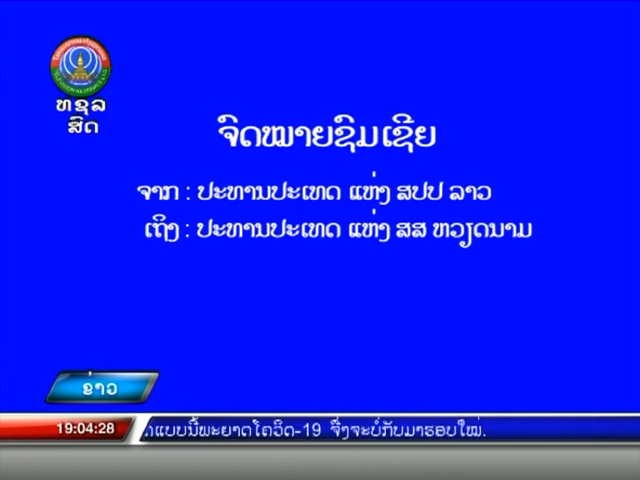 ທຊລ
ສົດ
ຈົດໝາຍຊົມເຊີຍ
ຈາກ : ປະທານປະເທດ ແຫ່ງ ສປປ ລາວ
ເຖິງ : ປະທານປະເທດ ແຫ່ງ ສສ ຫວຽດນາມ
ຂ່າວ
19:04:28
ແບບນີ້ພະຍາດໂຄວິດ-19 ຈຶ່ງຈະບໍ່ກັບມາຮອບໃໝ່.